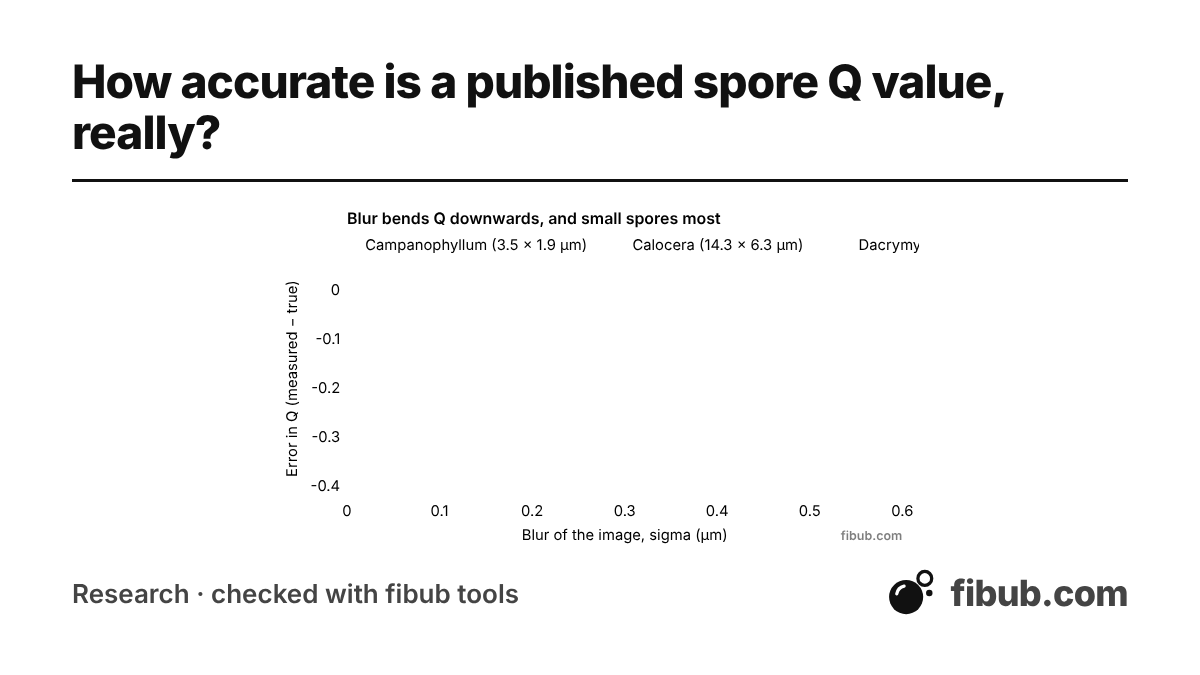 How accurate is a published spore Q value,
really?
Blur bends Q downwards, and small spores most
Campanophyllum (3.5 × 1.9 µm) Calocera (14.3 × 6.3 µm) Dacrymy
Error in Q (measured − true)
0
-0.1
-0.2
-0.3
-0.4
0 0.1 0.2 0.3 0.4 0.5 0.6
Blur of the image, sigma (µm)
fibub.com
Research · checked with fibub tools
fibub.com